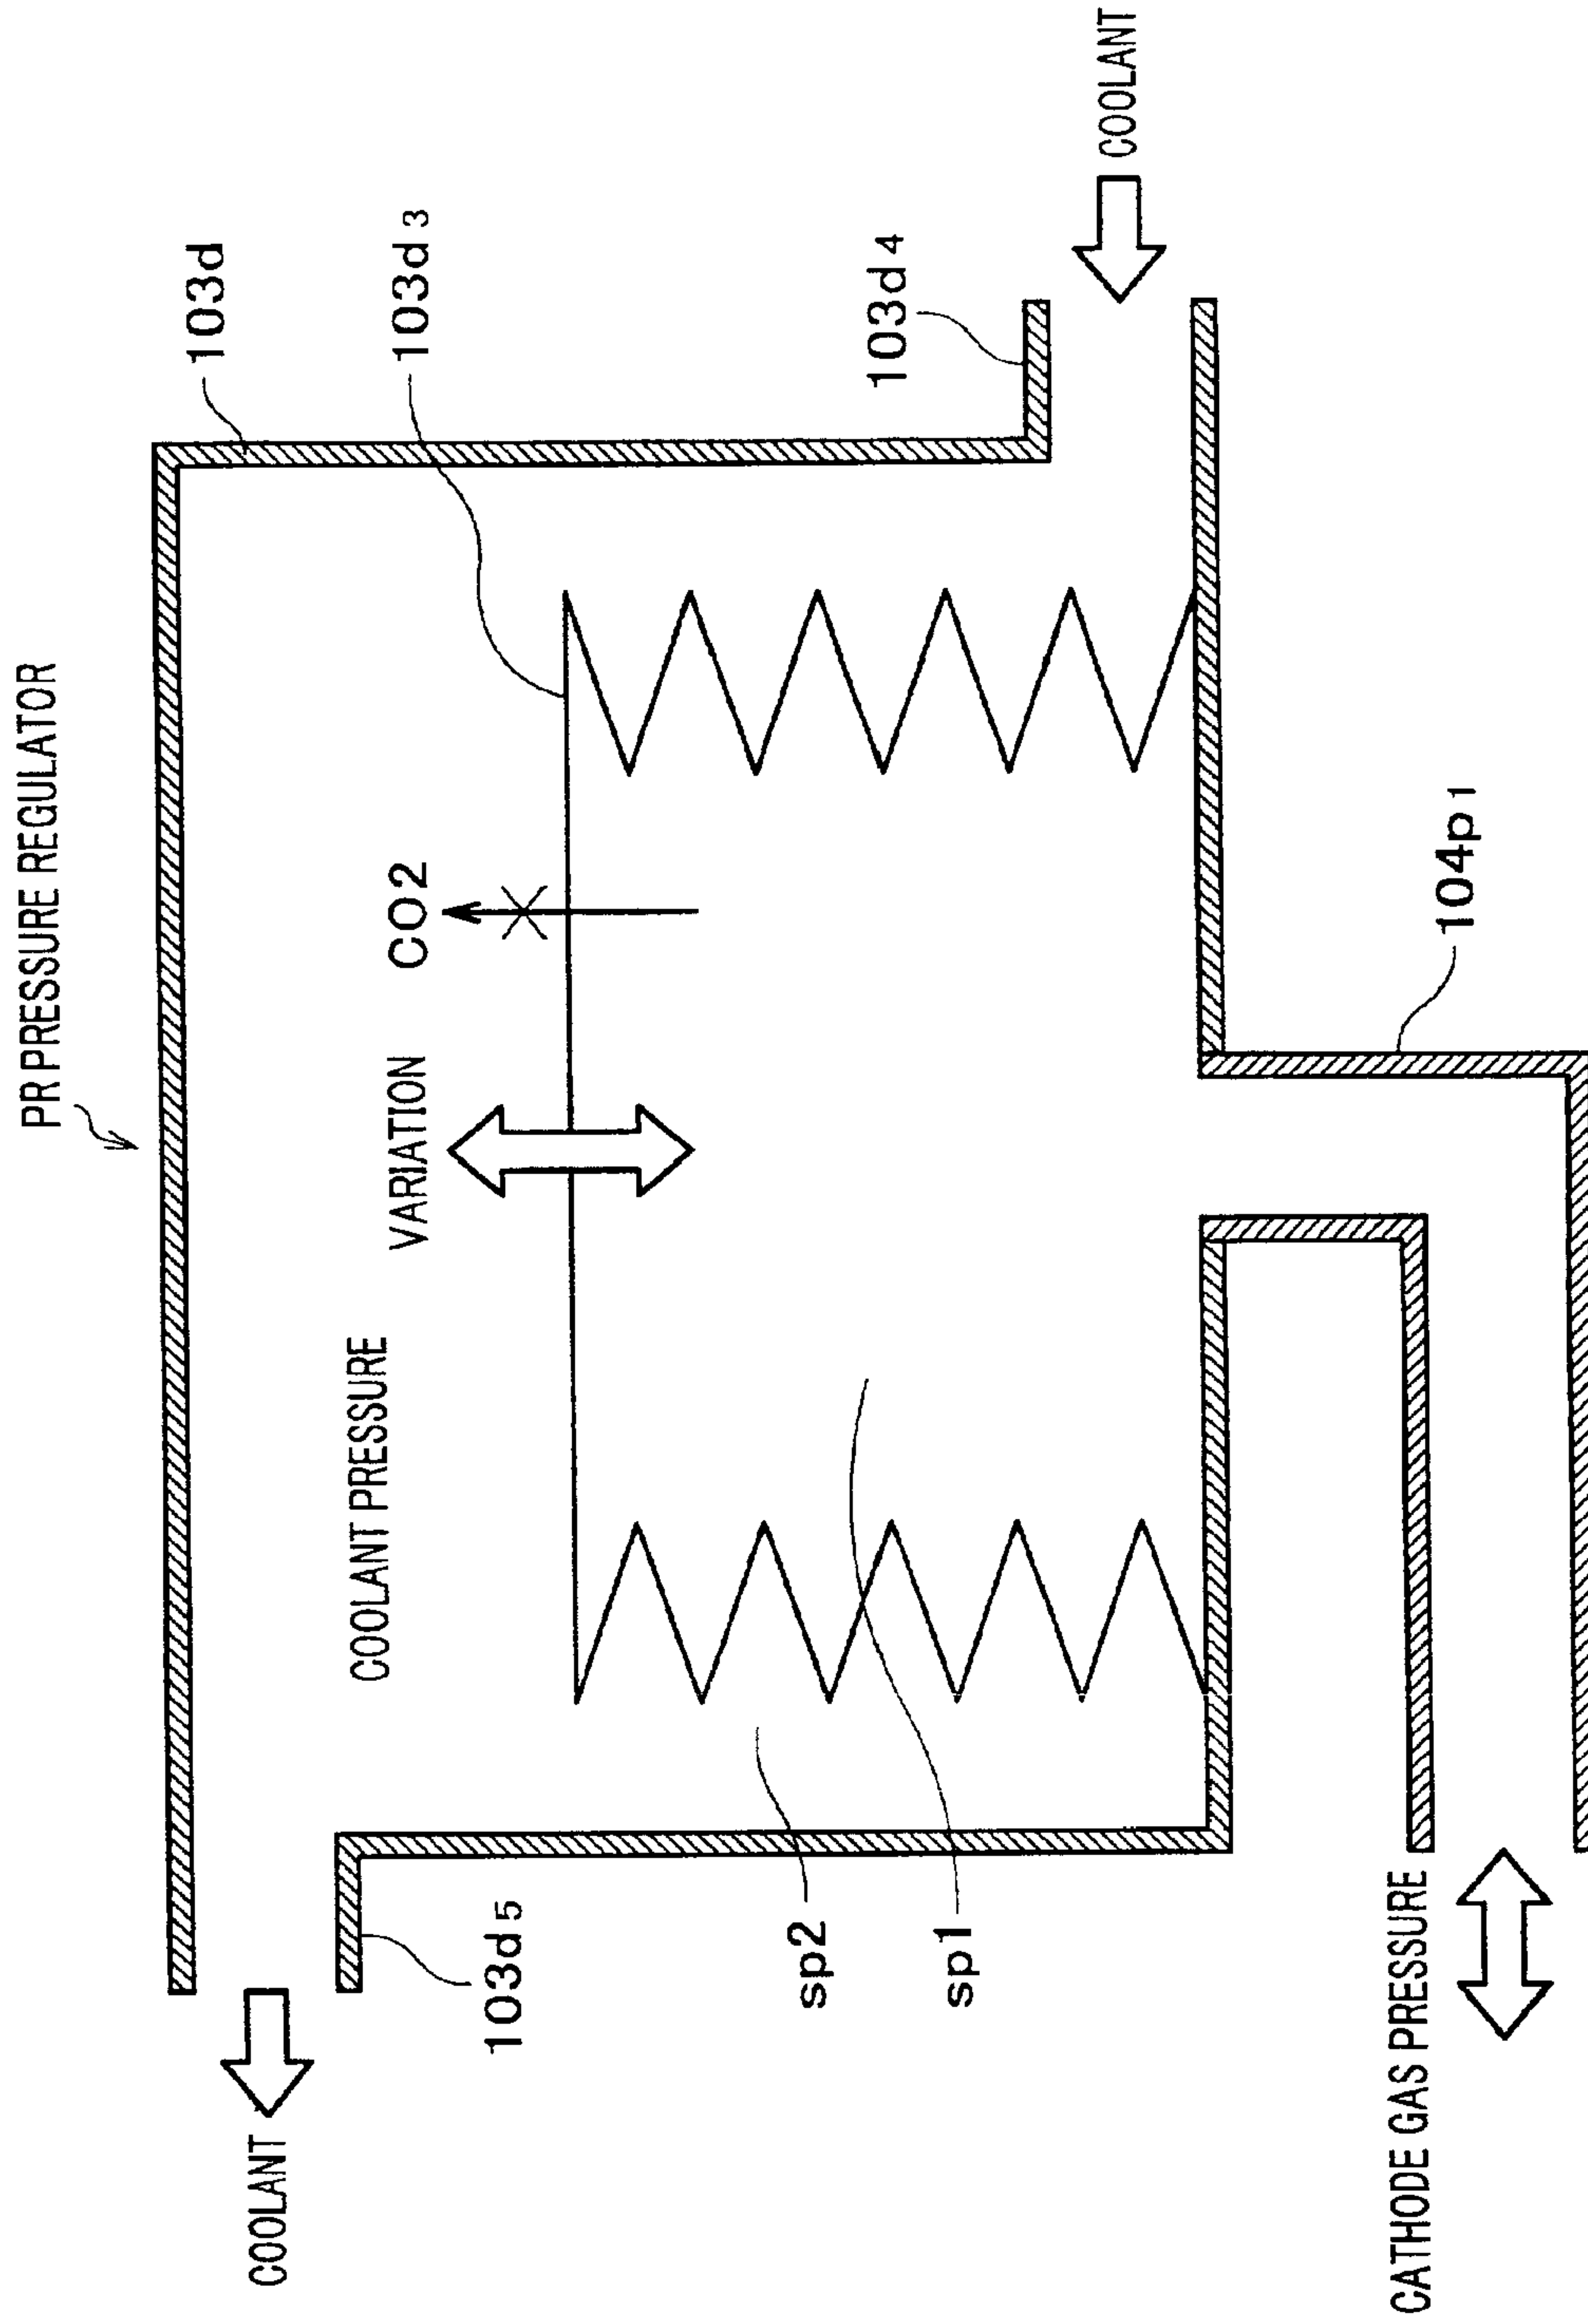 PR PRESSURE REGULATOR
103d
103d3
103d4
COOLANT
CO2
VARIATION
COOLANT PRESSURE
COOLANT
103d5
sp2
sp1
104p1
CATHODE GAS PRESSURE